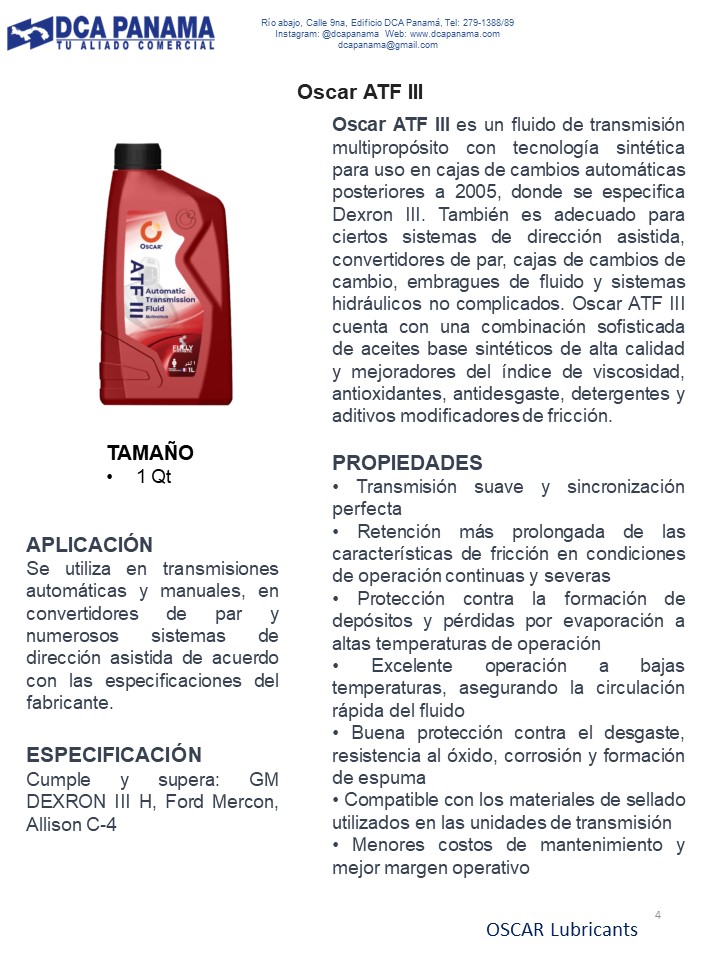 DCA PANAMA
TU ALIADO COMERCIAL
Río abajo, Calle 9na, Edificio DCA Panamá, Tel: 279-1388/89
Instagram: @dcapanama Web: www.dcapanama.com
dcapanama@gmail.com
Oscar ATF III
Oscar ATF III es un fluido de transmisión
multipropósito con tecnología sintética
para uso en cajas de cambios automáticas
posteriores a 2005, donde se especifica
Dexron III. También es adecuado para
ciertos sistemas de dirección asistida,
convertidores de par, cajas de cambios de
cambio, embragues de fluido y sistemas
hidráulicos no complicados. Oscar ATF III
cuenta con una combinación sofisticada
de aceites base sintéticos de alta calidad
y mejoradores del índice de viscosidad,
antioxidantes, antidesgaste, detergentes y
aditivos modificadores de fricción.
OSCAR
ATF III
Automatic
Transmission
Fluid
FULLY
1L
TAMAÑO
• 1 Qt
APLICACIÓN
Se utiliza en transmisiones
automáticas y manuales, en
convertidores de par y
numerosos sistemas de
dirección asistida de acuerdo
con las especificaciones del
fabricante.
ESPECIFICACIÓN
Cumple y supera: GM
DEXRON III H, Ford Mercon,
Allison C-4
PROPIEDADES
• Transmisión suave y sincronización
perfecta
• Retención más prolongada de las
características de fricción en condiciones
de operación continuas y severas
• Protección contra la formación de
depósitos y pérdidas por evaporación a
altas temperaturas de operación
• Excelente operación a bajas
temperaturas, asegurando la circulación
rápida del fluido
• Buena protección contra el desgaste,
resistencia al óxido, corrosión y formación
de espuma
• Compatible con los materiales de sellado
utilizados en las unidades de transmisión
• Menores costos de mantenimiento y
mejor margen operativo
4
OSCAR Lubricants